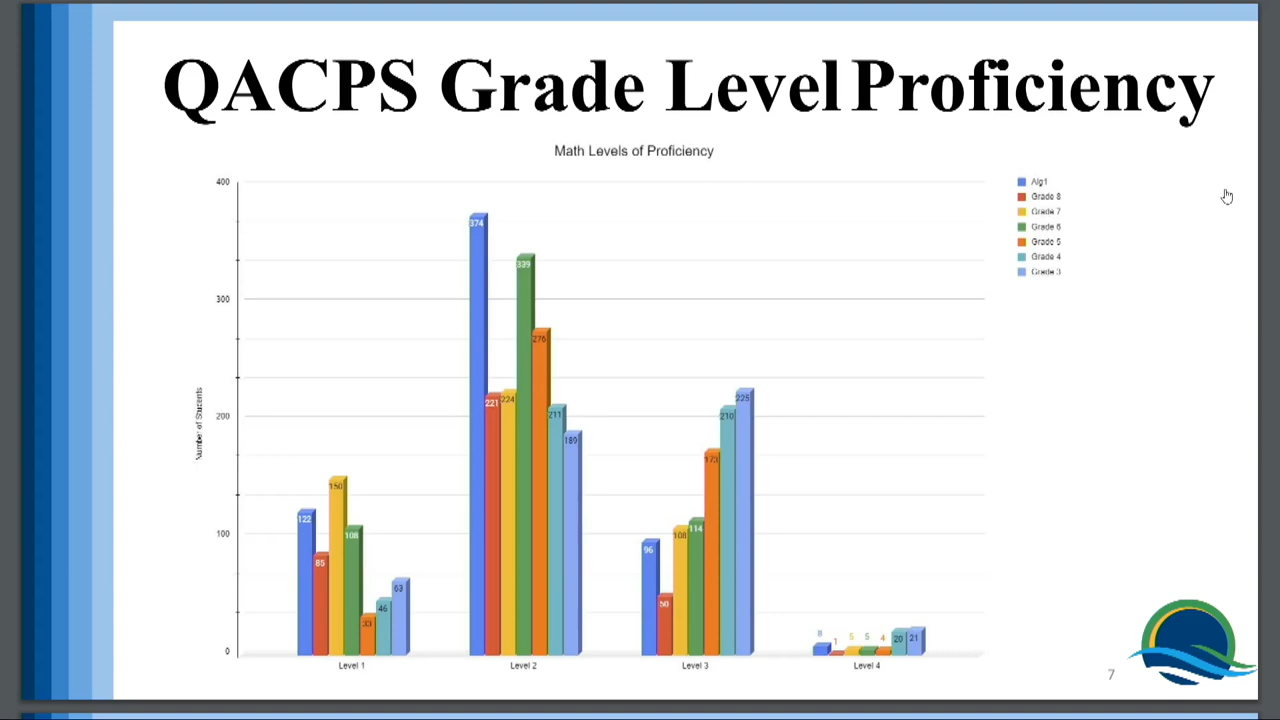 QACPS Grade Level Proficiency
Math Levels of Proficiency
400
300
200
100
0
Number of Students
Alg1
Grade 8
Grade 7
Grade 6
Grade 5
Grade 4
Grade 3
122
85
150
108
33
46
63
374
221
224
339
276
211
189
96
50
108
114
173
210
225
8
1
5
5
4
20
21
Level 1
Level 2
Level 3
Level 4
7